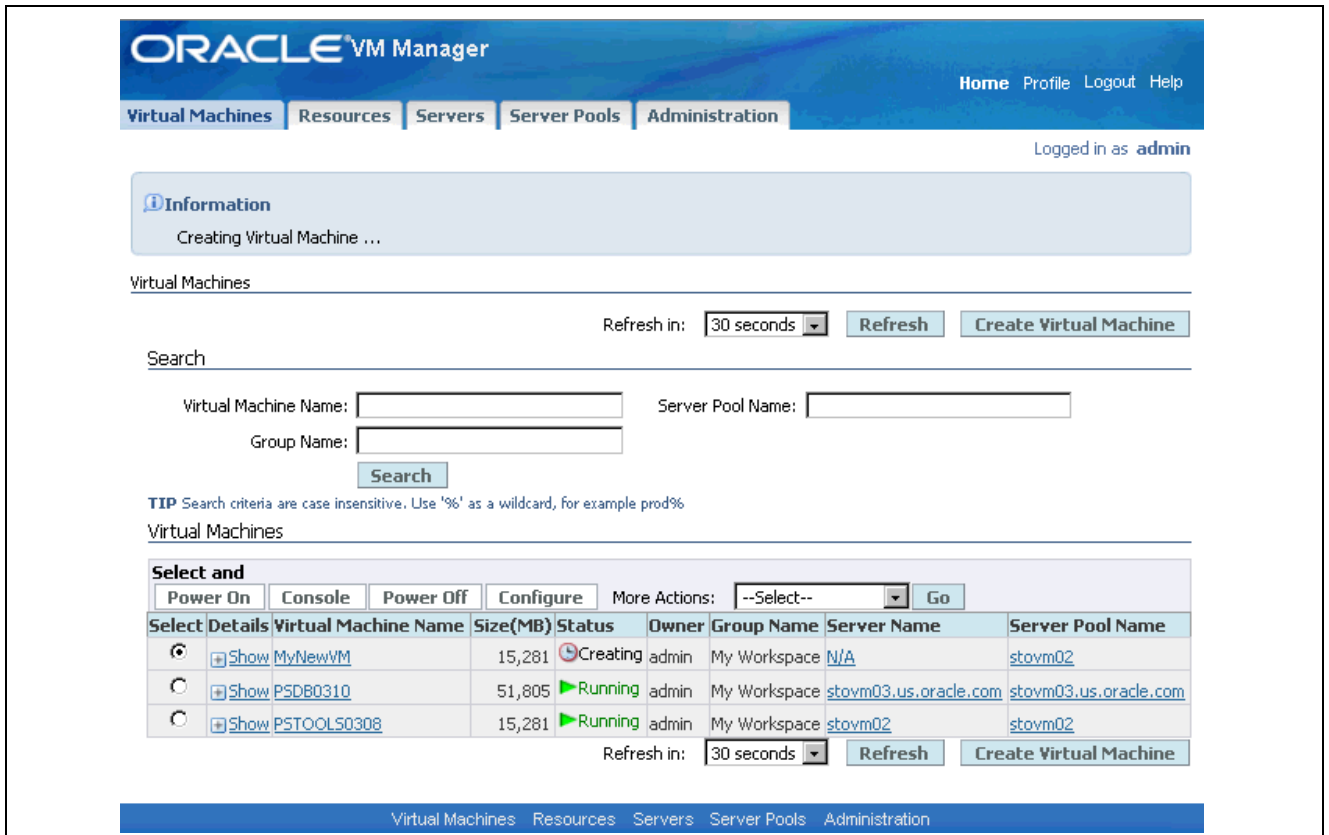 ORACLE VM Manager
Home Profile Logout Help
Virtual Machines Resources Servers Server Pools Administration
Logged in as admin
Information
Creating Virtual Machine ...
Virtual Machines
Refresh in: 30 seconds Refresh Create Virtual Machine
Search
Virtual Machine Name: Server Pool Name:
Group Name:
Search
TIP Search criteria are case insensitive. Use '%' as a wildcard, for example prod%
Virtual Machines
Select and
Power On Console Power Off Configure More Actions: --Select-- Go
Select Details Virtual Machine Name Size(MB) Status Owner Group Name Server Name Server Pool Name
Show MyNewVM 15,281 Creating admin My Workspace N/A stovm02
Show PSDB0310 51,805 Running admin My Workspace stovm03.us.oracle.com stovm03.us.oracle.com
Show PSTOOLS0308 15,281 Running admin My Workspace stovm02 stovm02
Refresh in: 30 seconds Refresh Create Virtual Machine
Virtual Machines Resources Servers Server Pools Administration